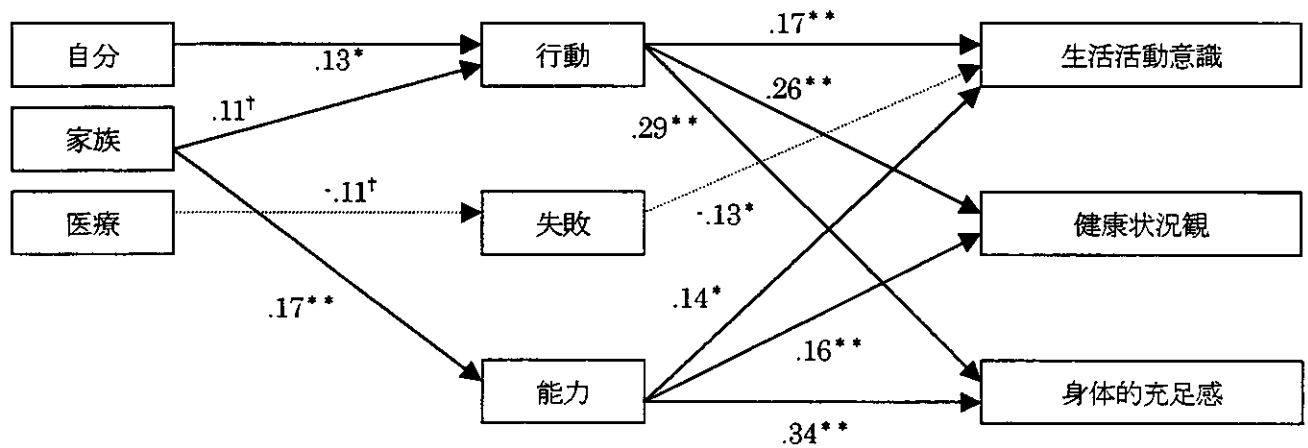 自分
家族
医療
.13*
.11†
-.11†
.17**
行動
失敗
能力
.17**
.26**
.29**
-.13*
.14*
.16**
.34**
生活活動意識
健康状況観
身体的充足感